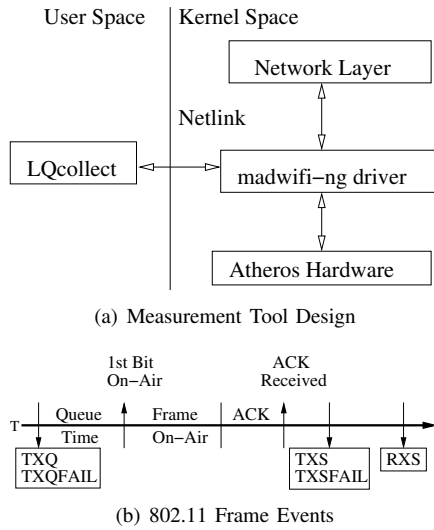 User Space
Kernel Space
Network Layer
Netlink
LQcollect
madwifi−ng driver
Atheros Hardware
(a) Measurement Tool Design
1st Bit
On−Air
ACK
Received
T
Queue
Time
Frame
On−Air
ACK
TXQ
TXQFAIL
TXS
TXSFAIL
RXS
(b) 802.11 Frame Events